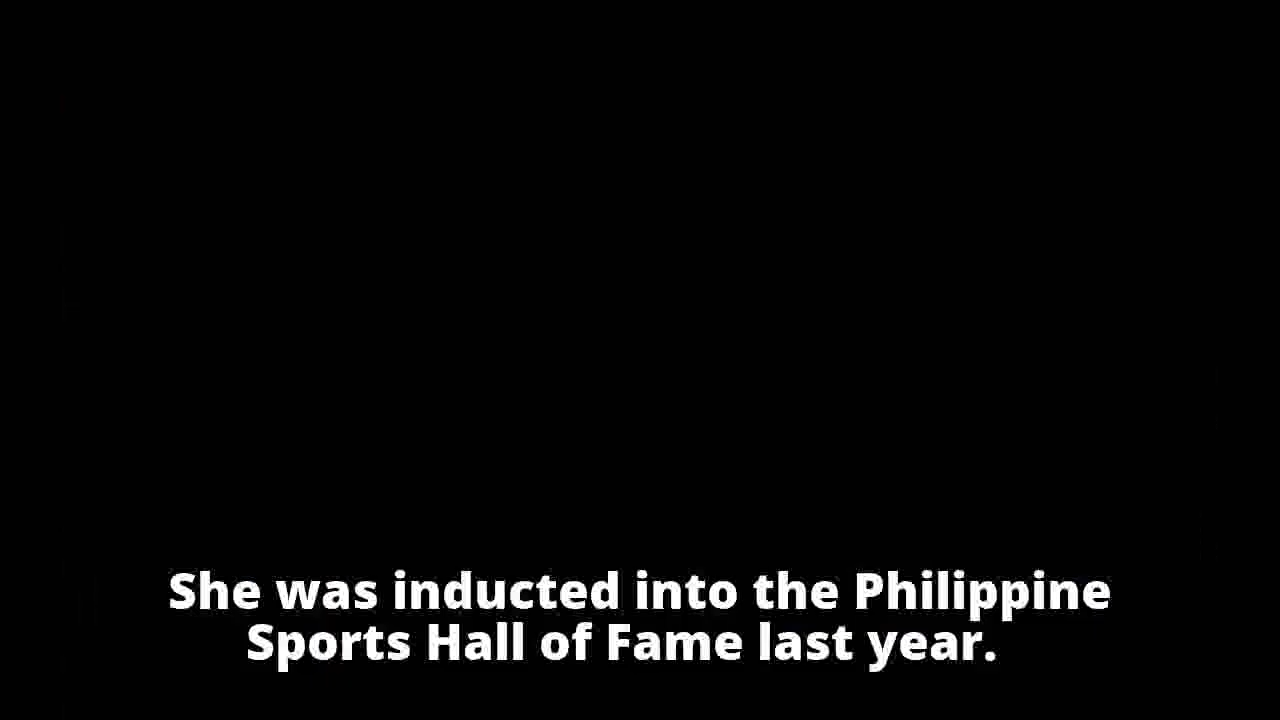 She was inducted into the Philippine
Sports Hall of Fame last year.